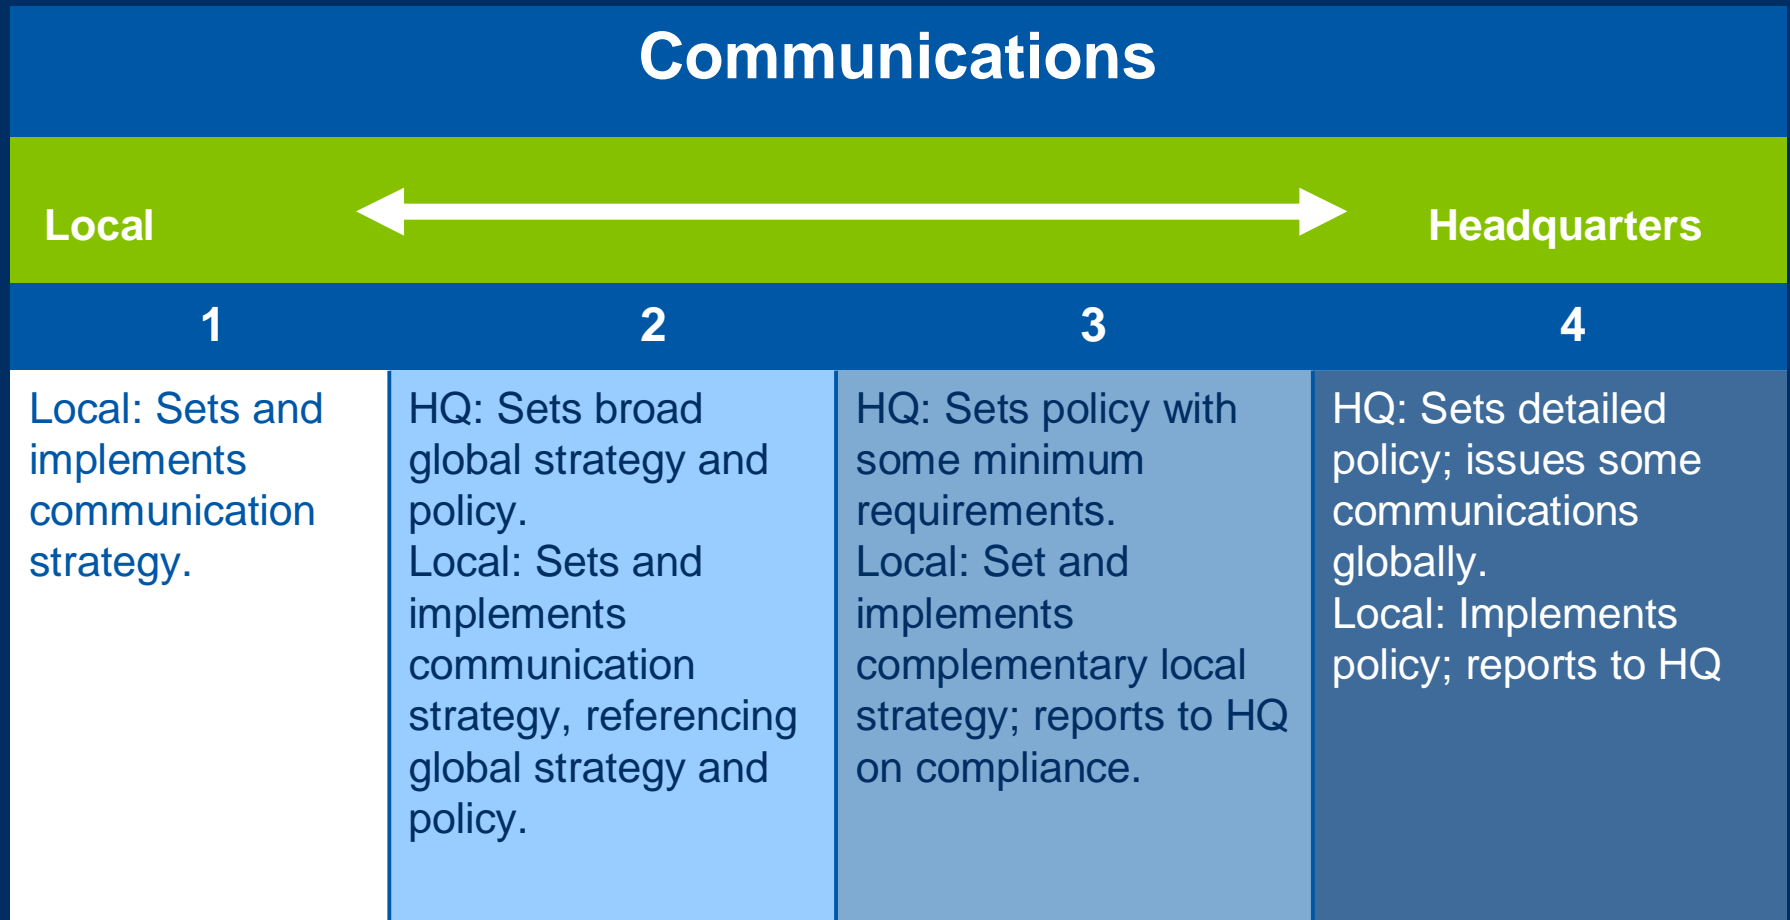 Communications
Local
Headquarters
1
2
3
4
Local: Sets and
implements
communication
strategy.
HQ: Sets broad
global strategy and
policy.
Local: Sets and
implements
communication
strategy, referencing
global strategy and
policy.
HQ: Sets policy with
some minimum
requirements.
Local: Set and
implements
complementary local
strategy; reports to HQ
on compliance.
HQ: Sets detailed
policy; issues some
communications
globally.
Local: Implements
policy; reports to HQ